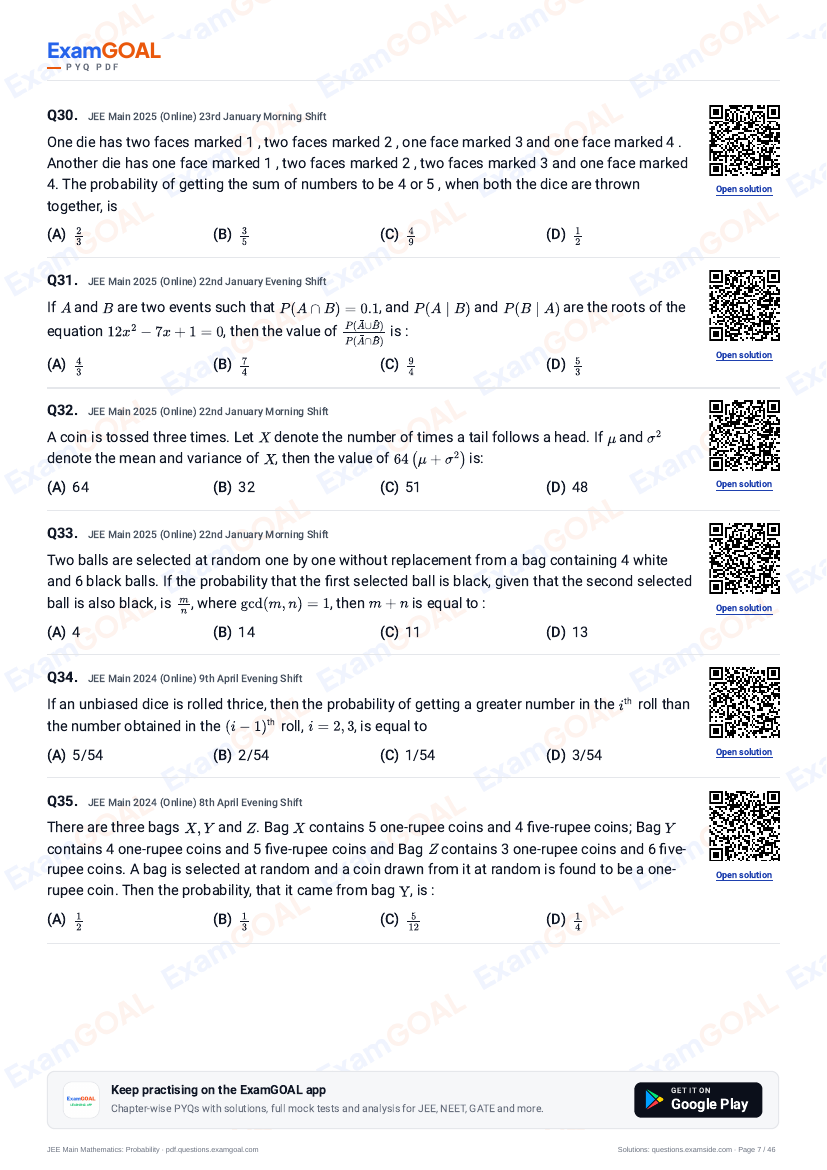 ExamGOAL
PYQ PDF
Q30. JEE Main 2025 (Online) 23rd January Morning Shift
One die has two faces marked 1 , two faces marked 2 , one face marked 3 and one face marked 4 .
Another die has one face marked 1 , two faces marked 2 , two faces marked 3 and one face marked
4. The probability of getting the sum of numbers to be 4 or 5 , when both the dice are thrown
together, is
(A) 2/3 (B) 3/5 (C) 4/9 (D) 1/2
Open solution
Q31. JEE Main 2025 (Online) 22nd January Evening Shift
If A and B are two events such that P(A ∩ B) = 0.1, and P(A | B) and P(B | A) are the roots of the
equation 12x² − 7x + 1 = 0, then the value of P(Ā∪B̄)/P(Ā∩B̄) is :
(A) 4/3 (B) 7/4 (C) 9/4 (D) 5/3
Open solution
Q32. JEE Main 2025 (Online) 22nd January Morning Shift
A coin is tossed three times. Let X denote the number of times a tail follows a head. If μ and σ²
denote the mean and variance of X, then the value of 64 (μ + σ²) is:
(A) 64 (B) 32 (C) 51 (D) 48
Open solution
Q33. JEE Main 2025 (Online) 22nd January Morning Shift
Two balls are selected at random one by one without replacement from a bag containing 4 white
and 6 black balls. If the probability that the first selected ball is black, given that the second selected
ball is also black, is m/n, where gcd(m, n) = 1, then m + n is equal to :
(A) 4 (B) 14 (C) 11 (D) 13
Open solution
Q34. JEE Main 2024 (Online) 9th April Evening Shift
If an unbiased dice is rolled thrice, then the probability of getting a greater number in the iᵗʰ roll than
the number obtained in the (i − 1)ᵗʰ roll, i = 2, 3, is equal to
(A) 5/54 (B) 2/54 (C) 1/54 (D) 3/54
Open solution
Q35. JEE Main 2024 (Online) 8th April Evening Shift
There are three bags X, Y and Z. Bag X contains 5 one-rupee coins and 4 five-rupee coins; Bag Y
contains 4 one-rupee coins and 5 five-rupee coins and Bag Z contains 3 one-rupee coins and 6 five-
rupee coins. A bag is selected at random and a coin drawn from it at random is found to be a one-
rupee coin. Then the probability, that it came from bag Y, is :
(A) 1/2 (B) 1/3 (C) 5/12 (D) 1/4
Open solution
ExamGOAL
Keep practising on the ExamGOAL app
Chapter-wise PYQs with solutions, full mock tests and analysis for JEE, NEET, GATE and more.
GET IT ON
Google Play
JEE Main Mathematics: Probability · pdf.questions.examgoal.com
Solutions: questions.examside.com · Page 7 / 46